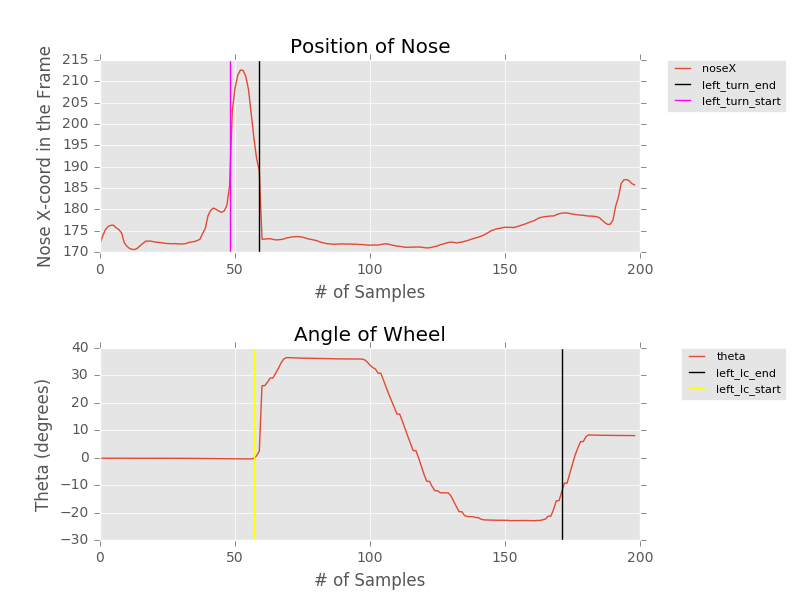 Position of Nose
Nose X-coord in the Frame
215
210
205
200
195
190
185
180
175
170
0 50 100 150 200
# of Samples
noseX
left_turn_end
left_turn_start
Angle of Wheel
Theta (degrees)
40
30
20
10
0
−10
−20
−30
0 50 100 150 200
# of Samples
theta
left_lc_end
left_lc_start